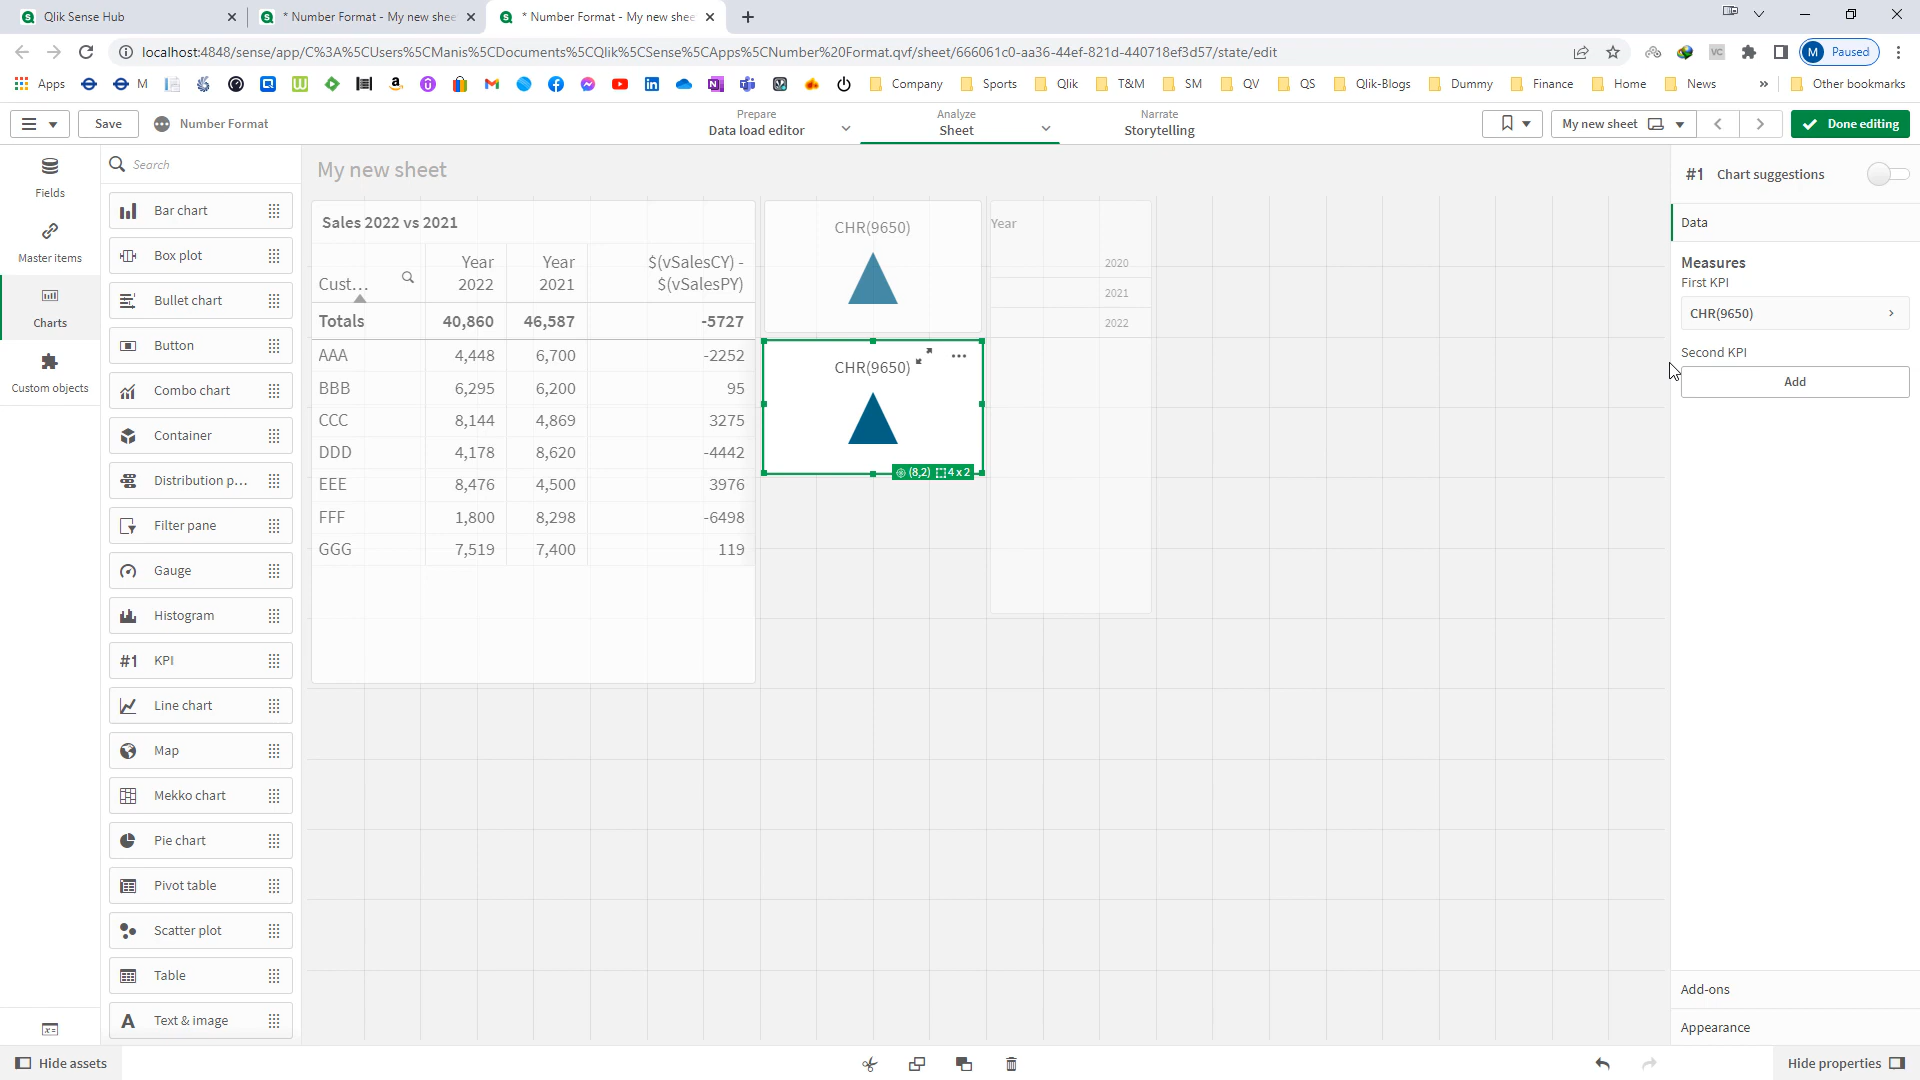 Qlik Sense Hub
* Number Format - My new shee
* Number Format - My new shee
localhost:4848/sense/app/C%3A%5CUsers%5CManis%5CDocuments%5CQlik%5CSense%5CApps%5CNumber%20Format.qvf/sheet/666061c0-aa36-44ef-821d-440718ef3d57/state/edit
M Paused
Apps
M
Company
Sports
Qlik
T&M
SM
QV
QS
Qlik-Blogs
Dummy
Finance
Home
News
»
Other bookmarks
Save
Number Format
Prepare
Data load editor
Analyze
Sheet
Narrate
Storytelling
My new sheet
Done editing
Fields
Master items
Charts
Custom objects
Search
Bar chart
Box plot
Bullet chart
Button
Combo chart
Container
Distribution p...
Filter pane
Gauge
Histogram
#1 KPI
Line chart
Map
Mekko chart
Pie chart
Pivot table
Scatter plot
Table
A Text & image
My new sheet
Sales 2022 vs 2021
Cust... Year 2022 Year 2021 $(vSalesCY) - $(vSalesPY)
Totals 40,860 46,587 -5727
AAA 4,448 6,700 -2252
BBB 6,295 6,200 95
CCC 8,144 4,869 3275
DDD 4,178 8,620 -4442
EEE 8,476 4,500 3976
FFF 1,800 8,298 -6498
GGG 7,519 7,400 119
CHR(9650)
CHR(9650)
(8,2) 4 x 2
Year
2020
2021
2022
#1 Chart suggestions
Data
Measures
First KPI
CHR(9650)
Second KPI
Add
Add-ons
Appearance
Hide assets
Hide properties